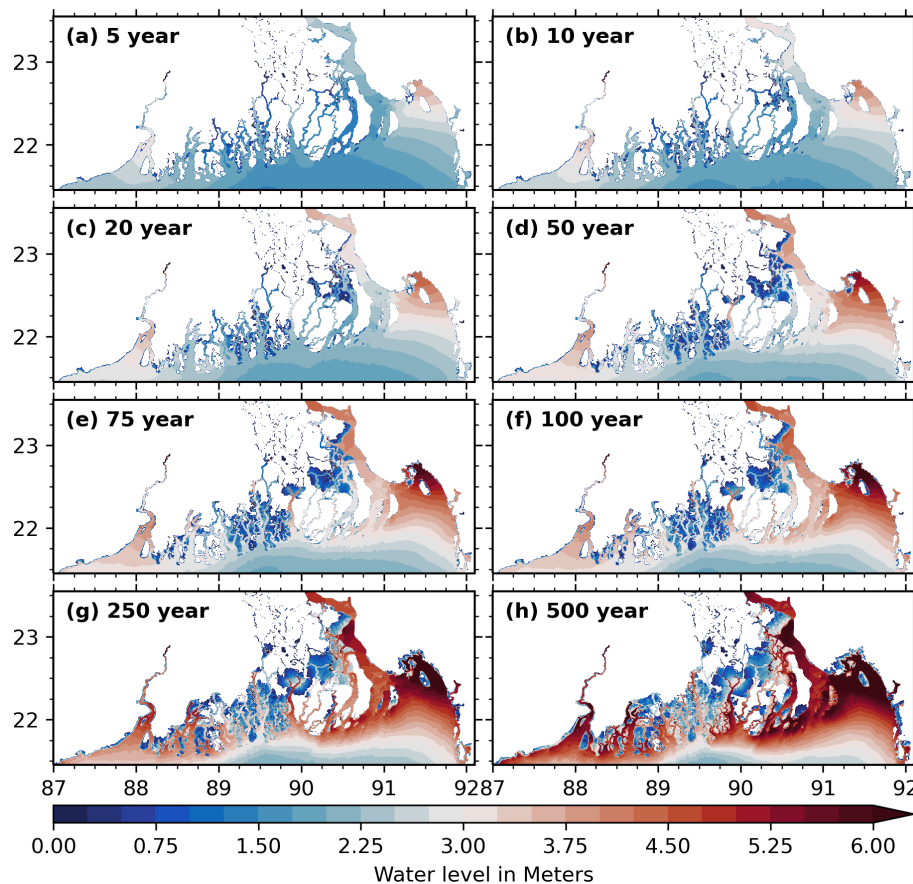 (a) 5 year (b) 10 year
23
22
(c) 20 year (d) 50 year
23
22
(e) 75 year (f) 100 year
23
22
(g) 250 year (h) 500 year
23
22
87 88 89 90 91 92 87 88 89 90 91 92
0.00 0.75 1.50 2.25 3.00 3.75 4.50 5.25 6.00
Water level in Meters